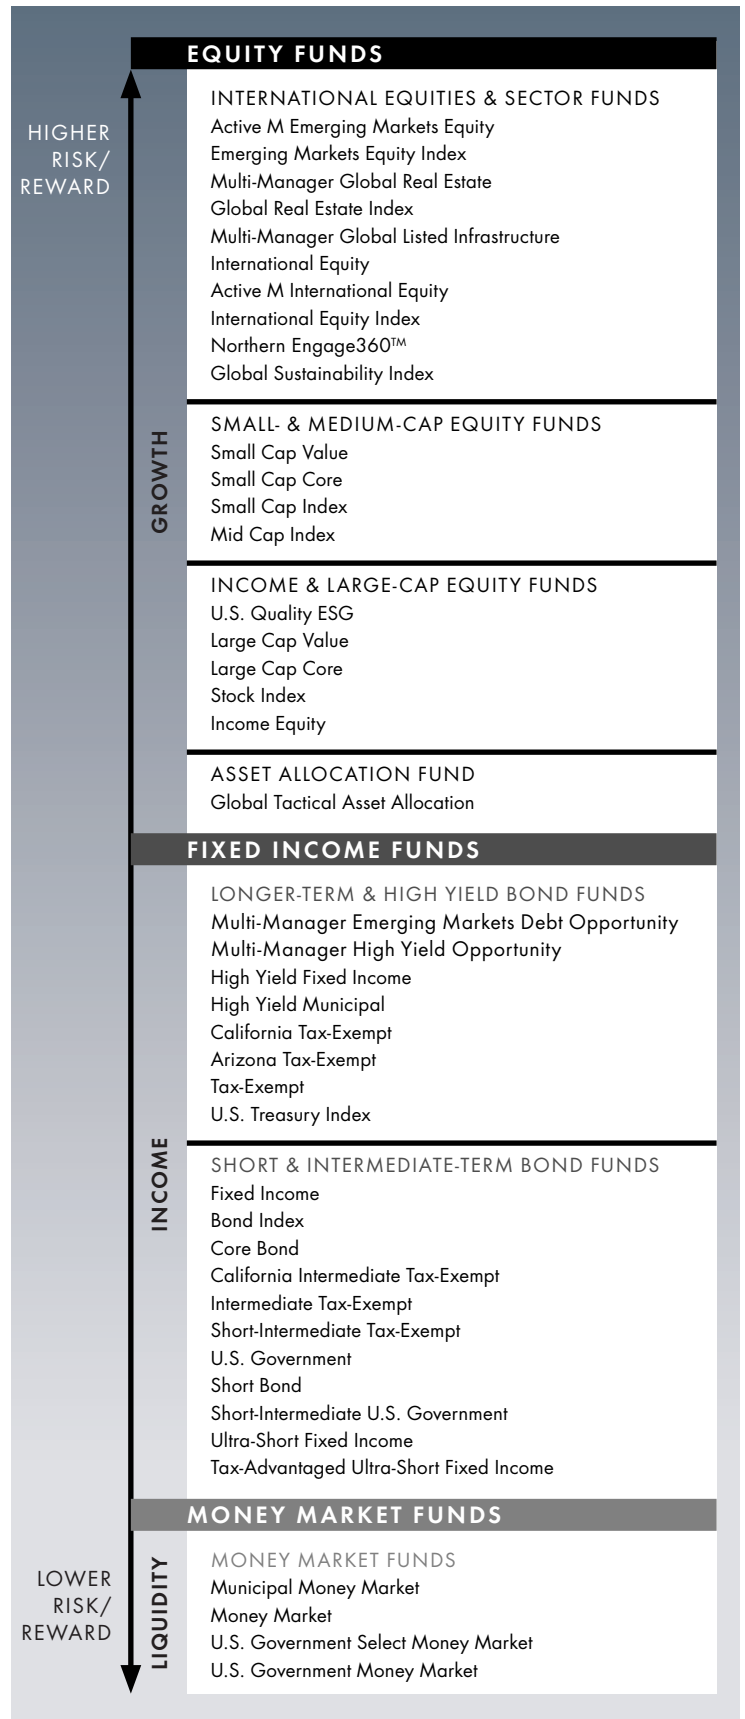 EQUITY FUNDS
HIGHER
RISK/
REWARD
GROWTH
INTERNATIONAL EQUITIES & SECTOR FUNDS
Active M Emerging Markets Equity
Emerging Markets Equity Index
Multi-Manager Global Real Estate
Global Real Estate Index
Multi-Manager Global Listed Infrastructure
International Equity
Active M International Equity
International Equity Index
Northern Engage360™
Global Sustainability Index
SMALL- & MEDIUM-CAP EQUITY FUNDS
Small Cap Value
Small Cap Core
Small Cap Index
Mid Cap Index
INCOME & LARGE-CAP EQUITY FUNDS
U.S. Quality ESG
Large Cap Value
Large Cap Core
Stock Index
Income Equity
ASSET ALLOCATION FUND
Global Tactical Asset Allocation
FIXED INCOME FUNDS
INCOME
LONGER-TERM & HIGH YIELD BOND FUNDS
Multi-Manager Emerging Markets Debt Opportunity
Multi-Manager High Yield Opportunity
High Yield Fixed Income
High Yield Municipal
California Tax-Exempt
Arizona Tax-Exempt
Tax-Exempt
U.S. Treasury Index
SHORT & INTERMEDIATE-TERM BOND FUNDS
Fixed Income
Bond Index
Core Bond
California Intermediate Tax-Exempt
Intermediate Tax-Exempt
Short-Intermediate Tax-Exempt
U.S. Government
Short Bond
Short-Intermediate U.S. Government
Ultra-Short Fixed Income
Tax-Advantaged Ultra-Short Fixed Income
MONEY MARKET FUNDS
LOWER
RISK/
REWARD
LIQUIDITY
MONEY MARKET FUNDS
Municipal Money Market
Money Market
U.S. Government Select Money Market
U.S. Government Money Market